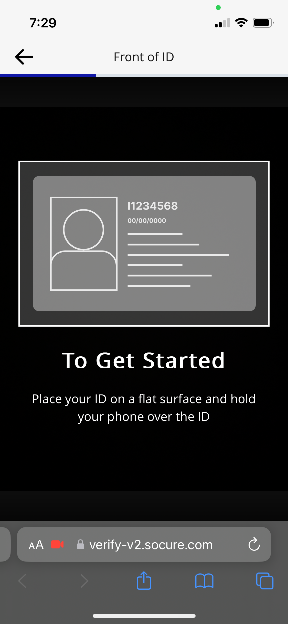 7:29
Front of ID
I1234568
00/00/0000
To Get Started
Place your ID on a flat surface and hold
your phone over the ID
AA verify-v2.socure.com